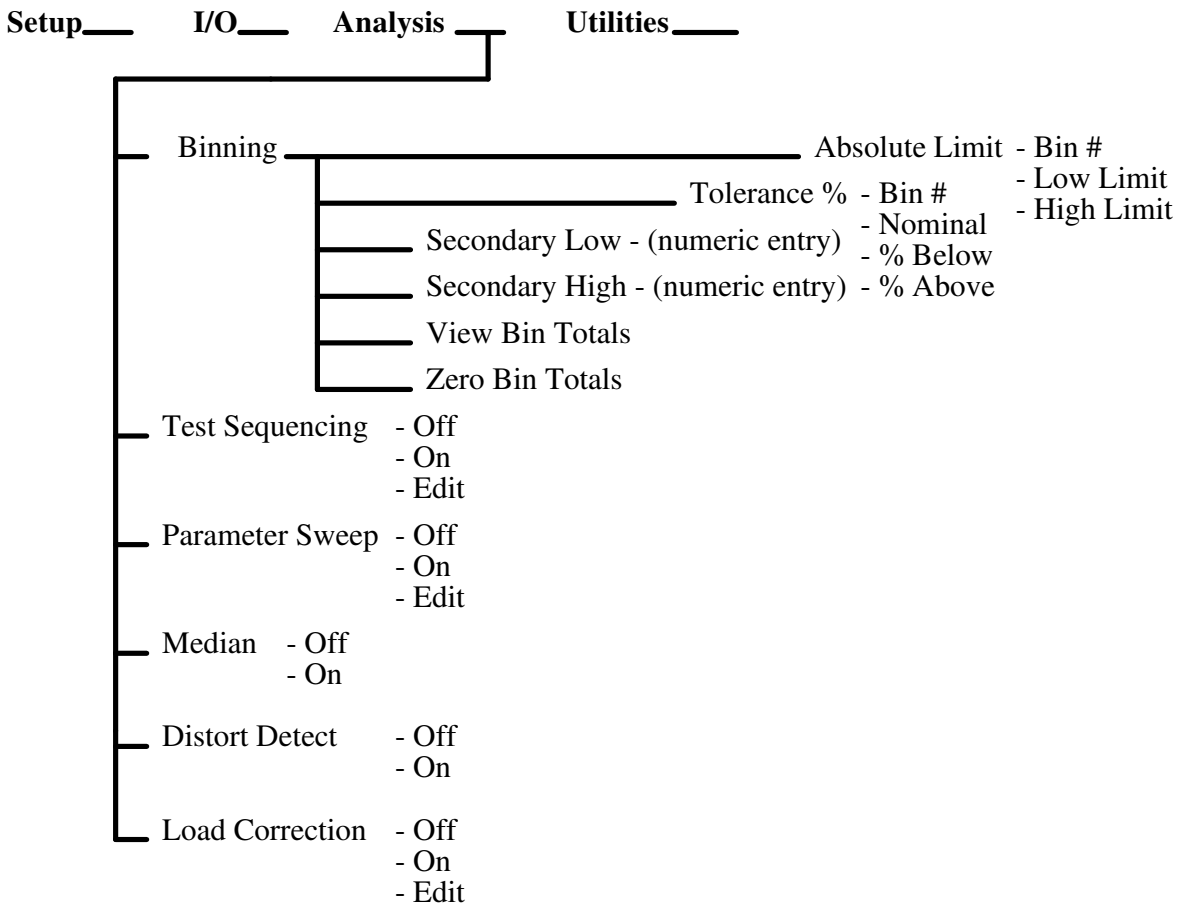 Setup I/O Analysis Utilities
Binning
Absolute Limit - Bin #
- Low Limit
- High Limit
Tolerance % - Bin #
- Nominal
- % Below
- % Above
Secondary Low - (numeric entry)
Secondary High - (numeric entry)
View Bin Totals
Zero Bin Totals
Test Sequencing - Off
- On
- Edit
Parameter Sweep - Off
- On
- Edit
Median - Off
- On
Distort Detect - Off
- On
Load Correction - Off
- On
- Edit